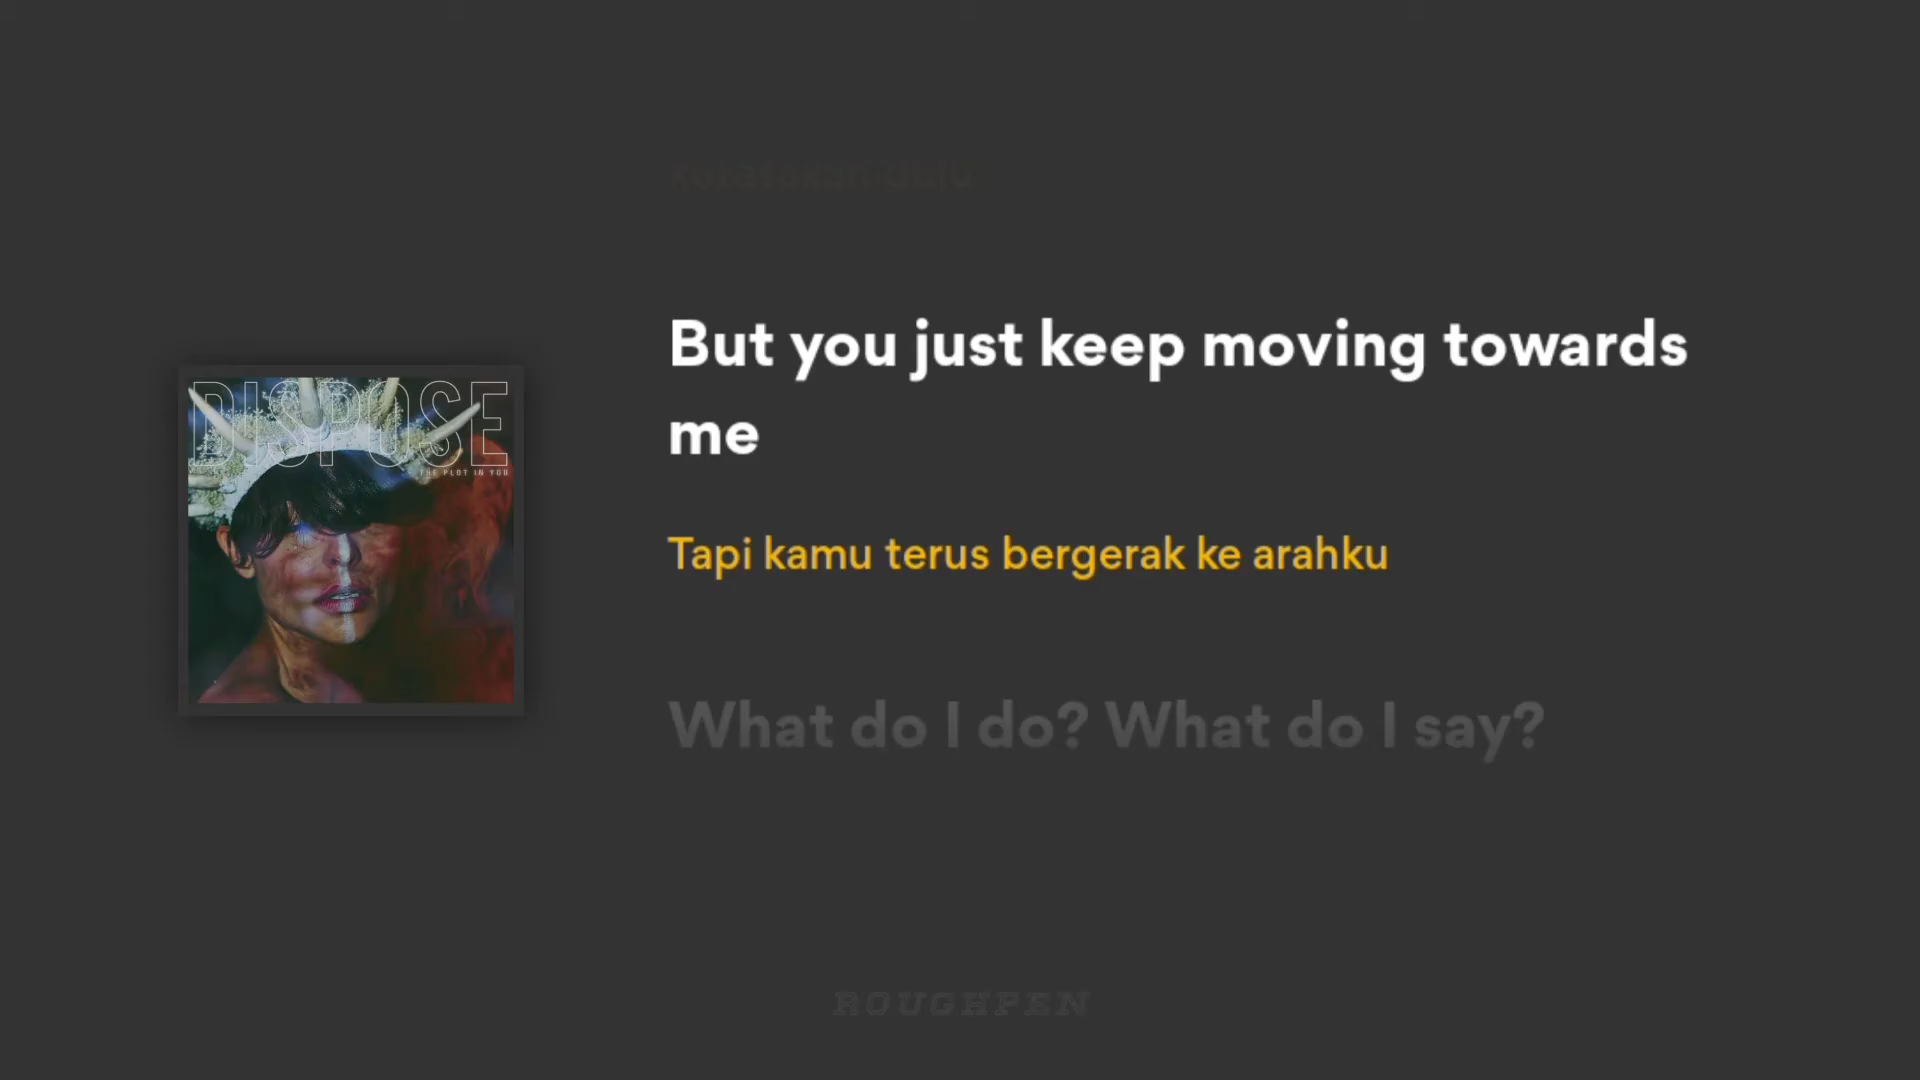 DISPOSE
THE PLOT IN YOU
But you just keep moving towards
me
Tapi kamu terus bergerak ke arahku
What do I do? What do I say?
ROUGHPEN